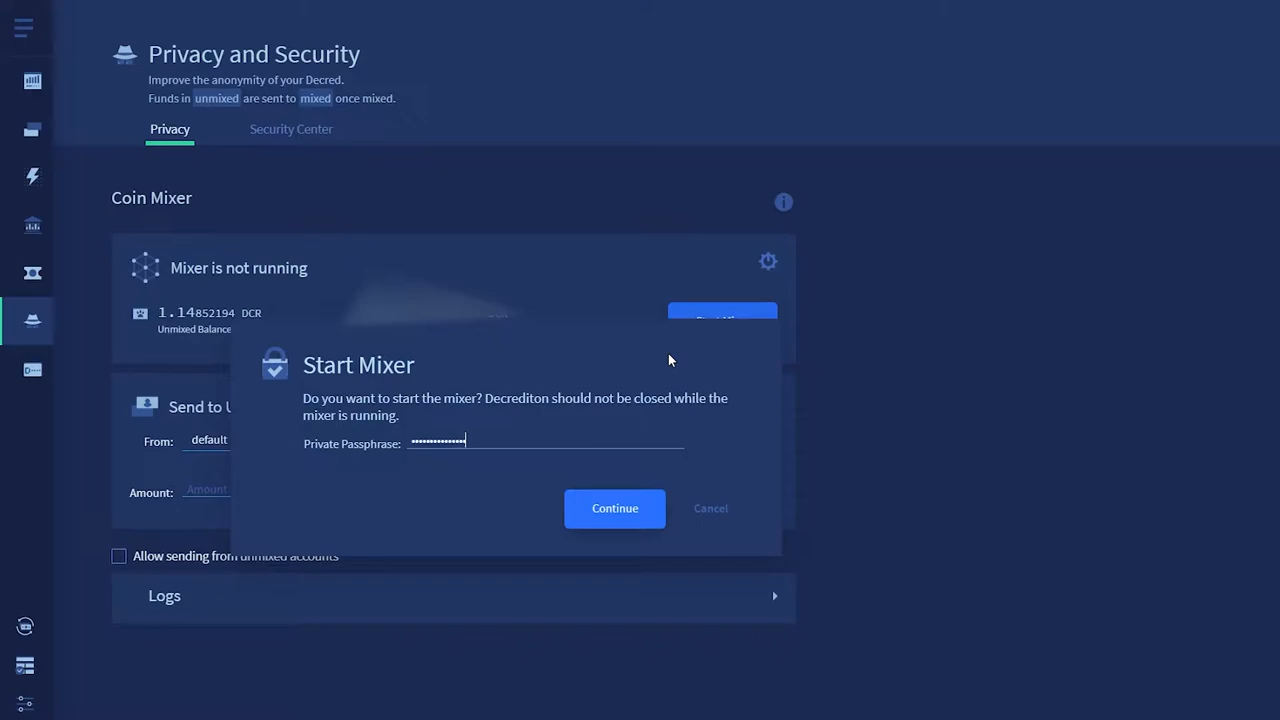 Privacy and Security
Improve the anonymity of your Decred.
Funds in unmixed are sent to mixed once mixed.
Privacy
Security Center
Coin Mixer
Mixer is not running
1.14852194 DCR
Unmixed Balance
Start Mixer
Do you want to start the mixer? Decrediton should not be closed while the
mixer is running.
Private Passphrase: •••••••••••••••
Continue
Cancel
Send to U
From: default
Amount: Amount
Allow sending from unmixed accounts
Logs